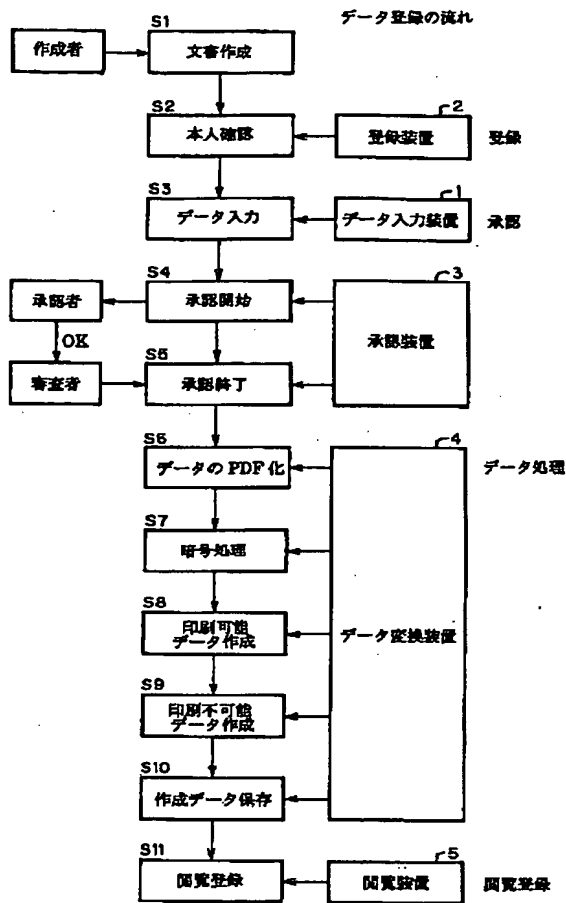 データ登録の流れ
S1
作成者
文書作成
S2
2
本人確認
登録装置
登録
S3
1
データ入力
データ入力装置
承認
S4
3
承認者
承認開始
OK
承認装置
S5
審査者
承認終了
S6
4
データのPDF化
データ処理
S7
暗号処理
S8
印刷可能
データ作成
データ変換装置
S9
印刷不可能
データ作成
S10
作成データ保存
S11
5
閲覧登録
閲覧装置
閲覧登録